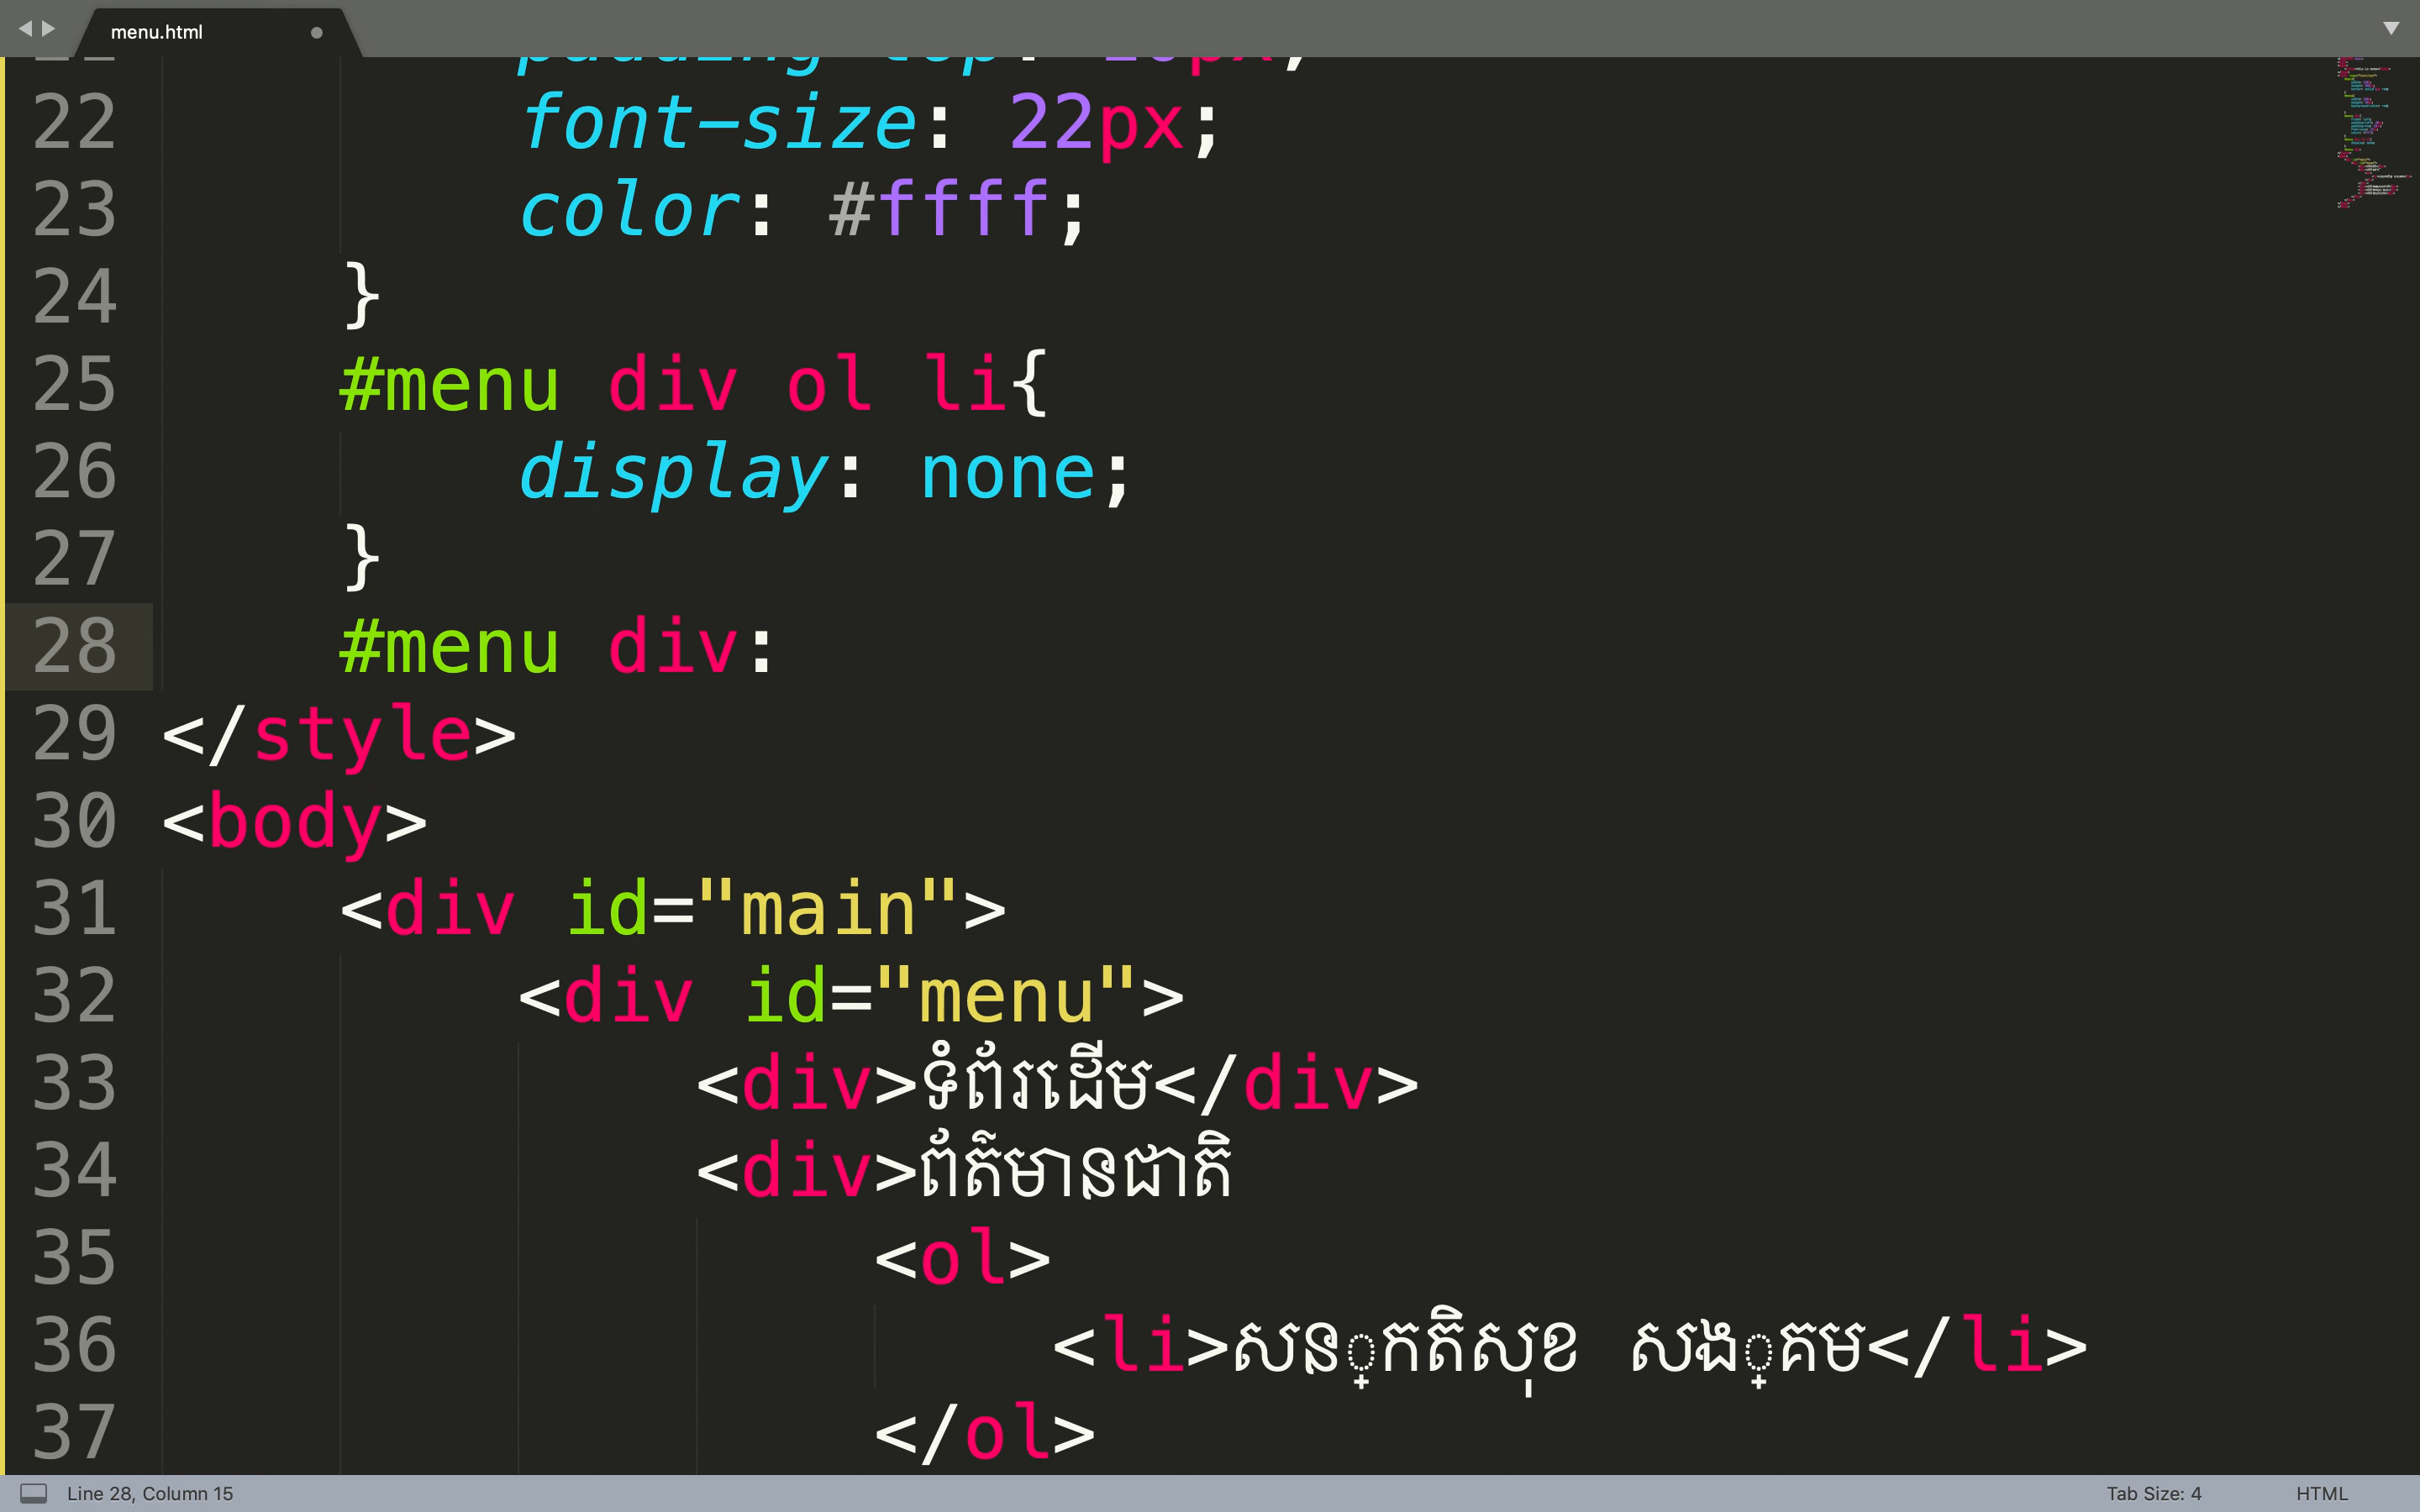 menu.html
22 font-size: 22px;
23 color: #ffff;
24 }
25 #menu div ol li{
26 display: none;
27 }
28 #menu div:
29 </style>
30 <body>
31 <div id="main">
32 <div id="menu">
33 <div>ទំព័រដើម</div>
34 <div>ព័ត៌មានជាតិ
35 <ol>
36 <li>សន្តិសុខ សង្គម</li>
37 </ol>
Line 28, Column 15
Tab Size: 4
HTML